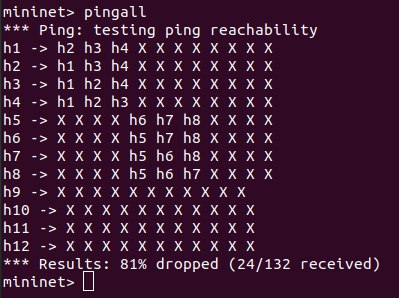 mininet> pingall
*** Ping: testing ping reachability
h1 -> h2 h3 h4 X X X X X X X X
h2 -> h1 h3 h4 X X X X X X X X
h3 -> h1 h2 h4 X X X X X X X X
h4 -> h1 h2 h3 X X X X X X X X
h5 -> X X X X h6 h7 h8 X X X X
h6 -> X X X X h5 h7 h8 X X X X
h7 -> X X X X h5 h6 h8 X X X X
h8 -> X X X X h5 h6 h7 X X X X
h9 -> X X X X X X X X X X X
h10 -> X X X X X X X X X X X
h11 -> X X X X X X X X X X X
h12 -> X X X X X X X X X X X
*** Results: 81% dropped (24/132 received)
mininet>